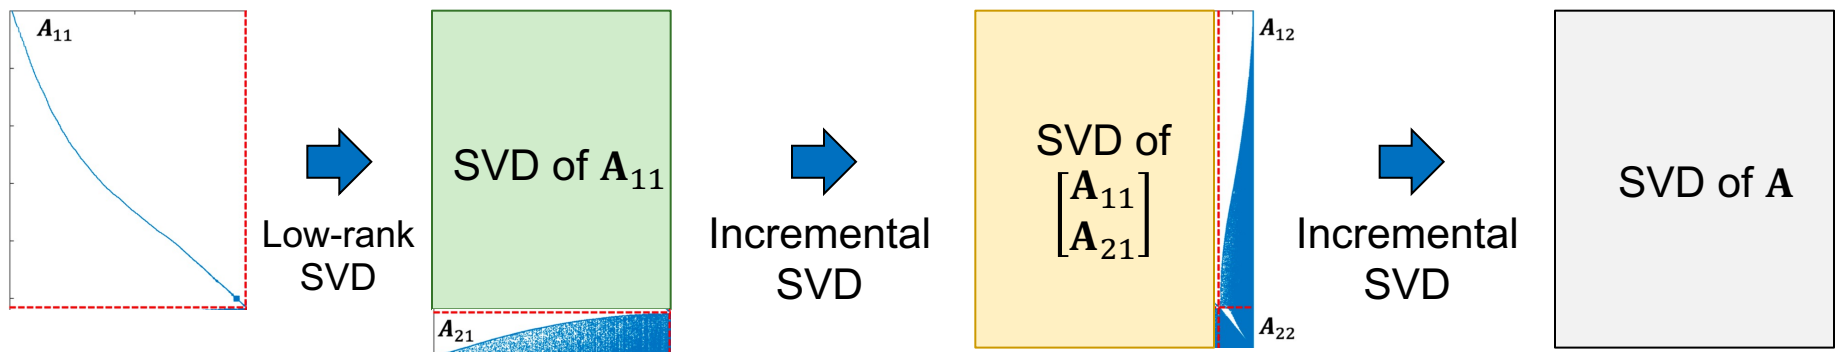 A₁₁
Low-rank
SVD
SVD of A₁₁
A₂₁
Incremental
SVD
SVD of
[A₁₁
A₂₁]
A₁₂
A₂₂
Incremental
SVD
SVD of A